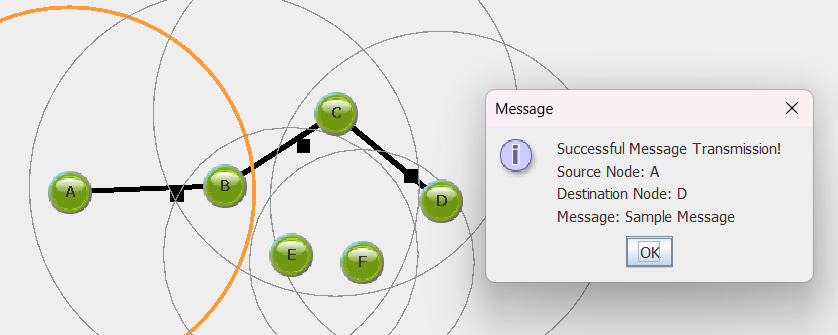 Message
Successful Message Transmission!
Source Node: A
Destination Node: D
Message: Sample Message
OK
C
B
A
D
E
F